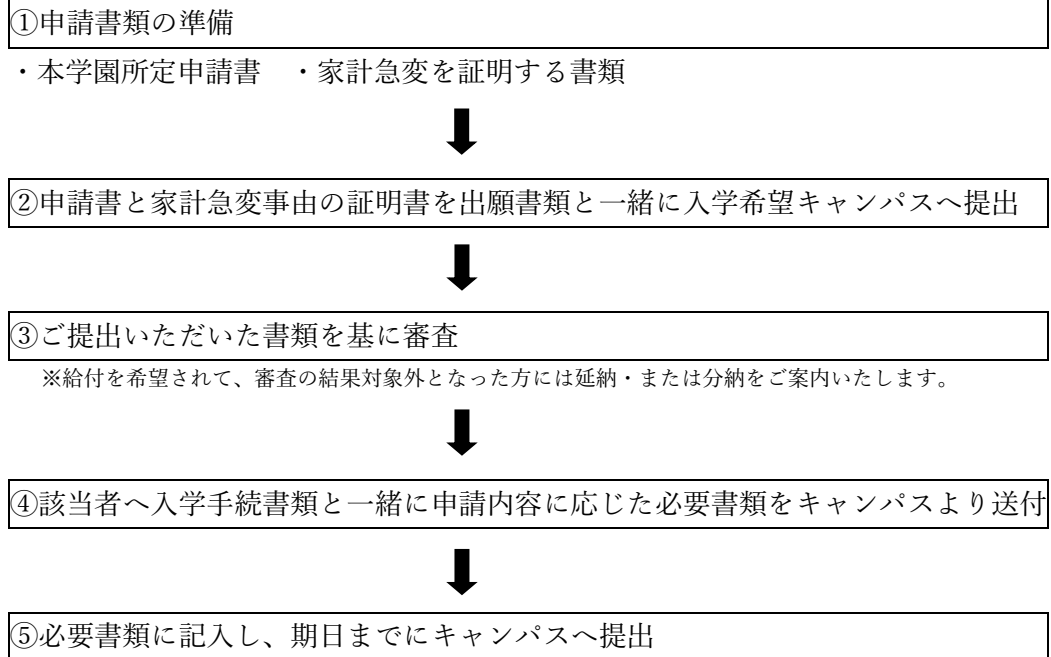 ①申請書類の準備
・本学園所定申請書　・家計急変を証明する書類
②申請書と家計急変事由の証明書を出願書類と一緒に入学希望キャンパスへ提出
③ご提出いただいた書類を基に審査
※給付を希望されて、審査の結果対象外となった方には延納・または分納をご案内いたします。
④該当者へ入学手続書類と一緒に申請内容に応じた必要書類をキャンパスより送付
⑤必要書類に記入し、期日までにキャンパスへ提出